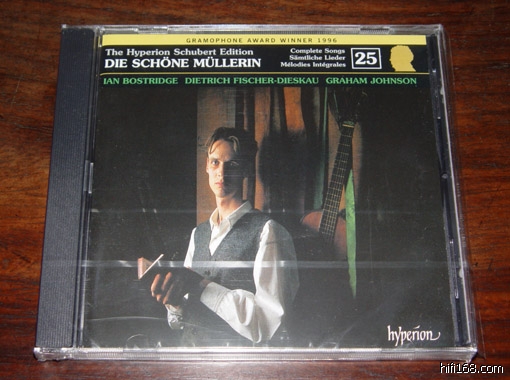 GRAMOPHONE AWARD WINNER 1996
The Hyperion Schubert Edition
DIE SCHÖNE MÜLLERIN
Complete Songs
Sämtliche Lieder
Mélodies Intégrales
25
IAN BOSTRIDGE DIETRICH FISCHER-DIESKAU GRAHAM JOHNSON
hyperion
hifi168.com